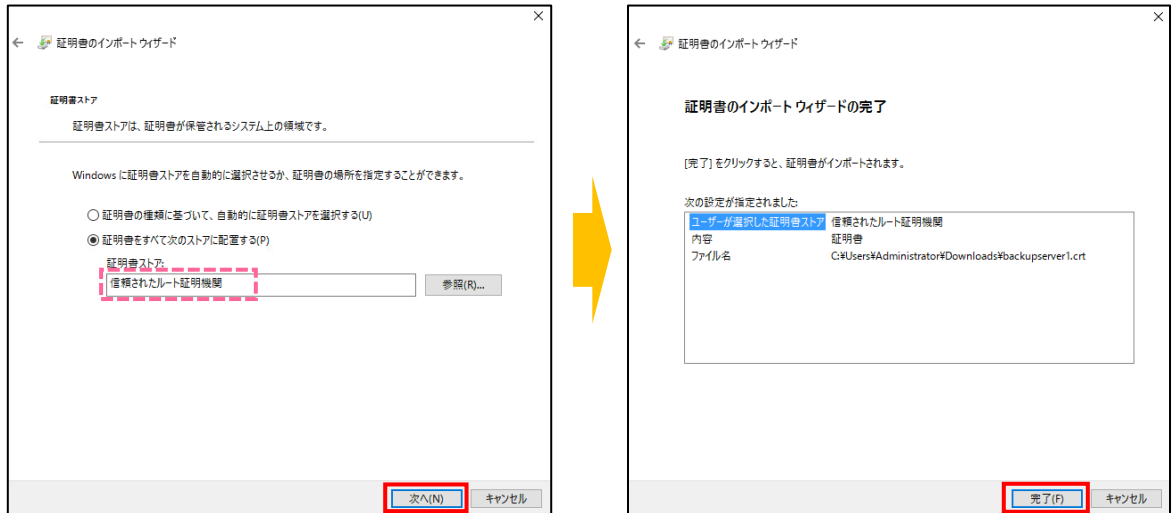 証明書のインポート ウィザード
証明書ストア
証明書ストアは、証明書が保管されるシステム上の領域です。
Windows に証明書ストアを自動的に選択させるか、証明書の場所を指定することができます。
証明書の種類に基づいて、自動的に証明書ストアを選択する(U)
証明書をすべて次のストアに配置する(P)
証明書ストア:
信頼されたルート証明機関
参照(R)...
次へ(N)
キャンセル
証明書のインポート ウィザード
証明書のインポート ウィザードの完了
[完了] をクリックすると、証明書がインポートされます。
次の設定が指定されました:
ユーザーが選択した証明書ストア 信頼されたルート証明機関
内容 証明書
ファイル名 C:¥Users¥Administrator¥Downloads¥backupserver1.crt
完了(F)
キャンセル